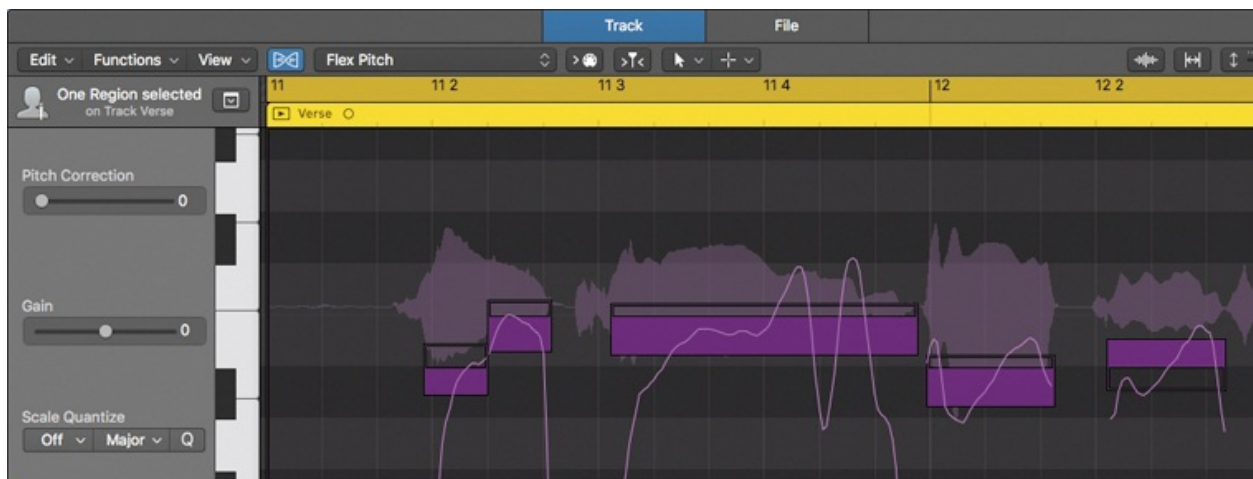 Track File
Edit Functions View Flex Pitch
One Region selected
on Track Verse
11 11 2 11 3 11 4 12 12 2
Verse
Pitch Correction
0
Gain
0
Scale Quantize
Off Major Q